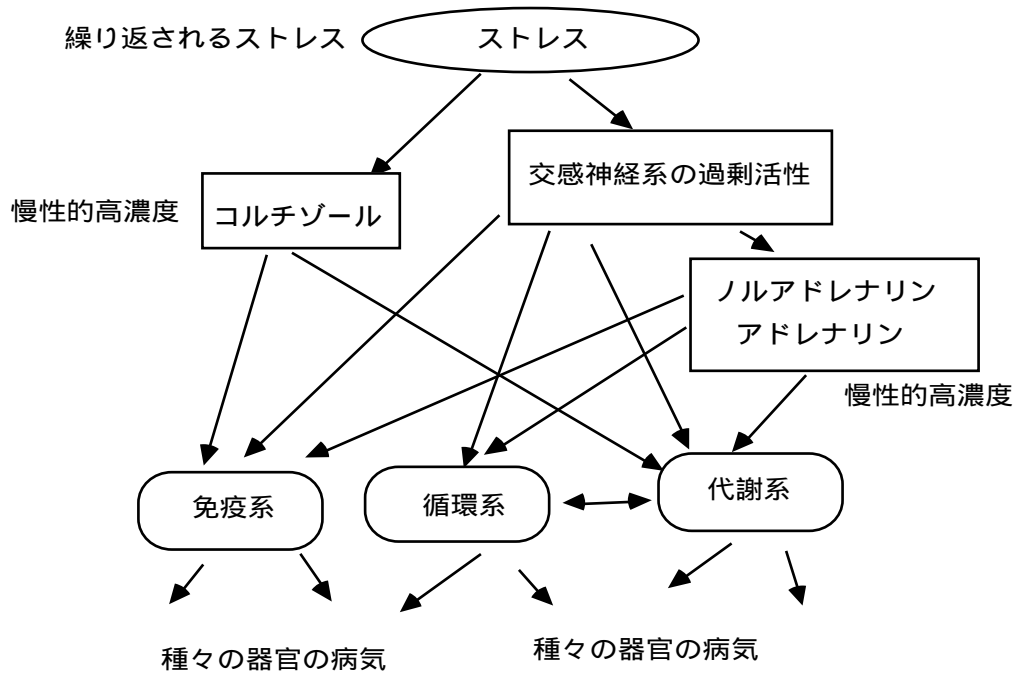 繰り返されるストレス
ストレス
交感神経系の過剰活性
慢性的高濃度
コルチゾール
ノルアドレナリン
アドレナリン
慢性的高濃度
免疫系
循環系
代謝系
種々の器官の病気
種々の器官の病気